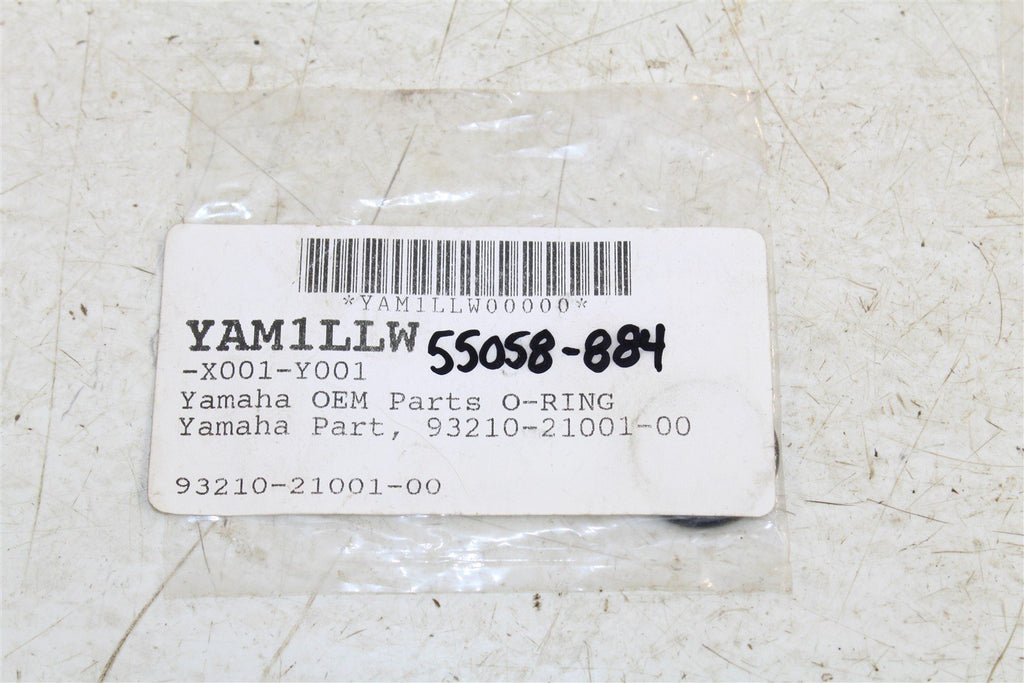 *YAM1LLW00000*
YAM1LLW 55058-884
-X001-Y001
Yamaha OEM Parts O-RING
Yamaha Part, 93210-21001-00
93210-21001-00